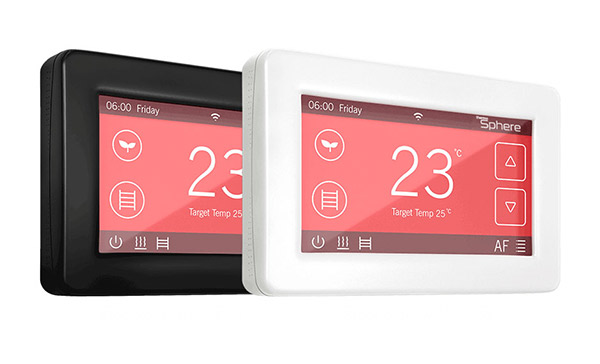 06:00 Friday
23
Target Temp 25
06:00 Friday
Sphere
23 °C
Target Temp 25 °C
AF